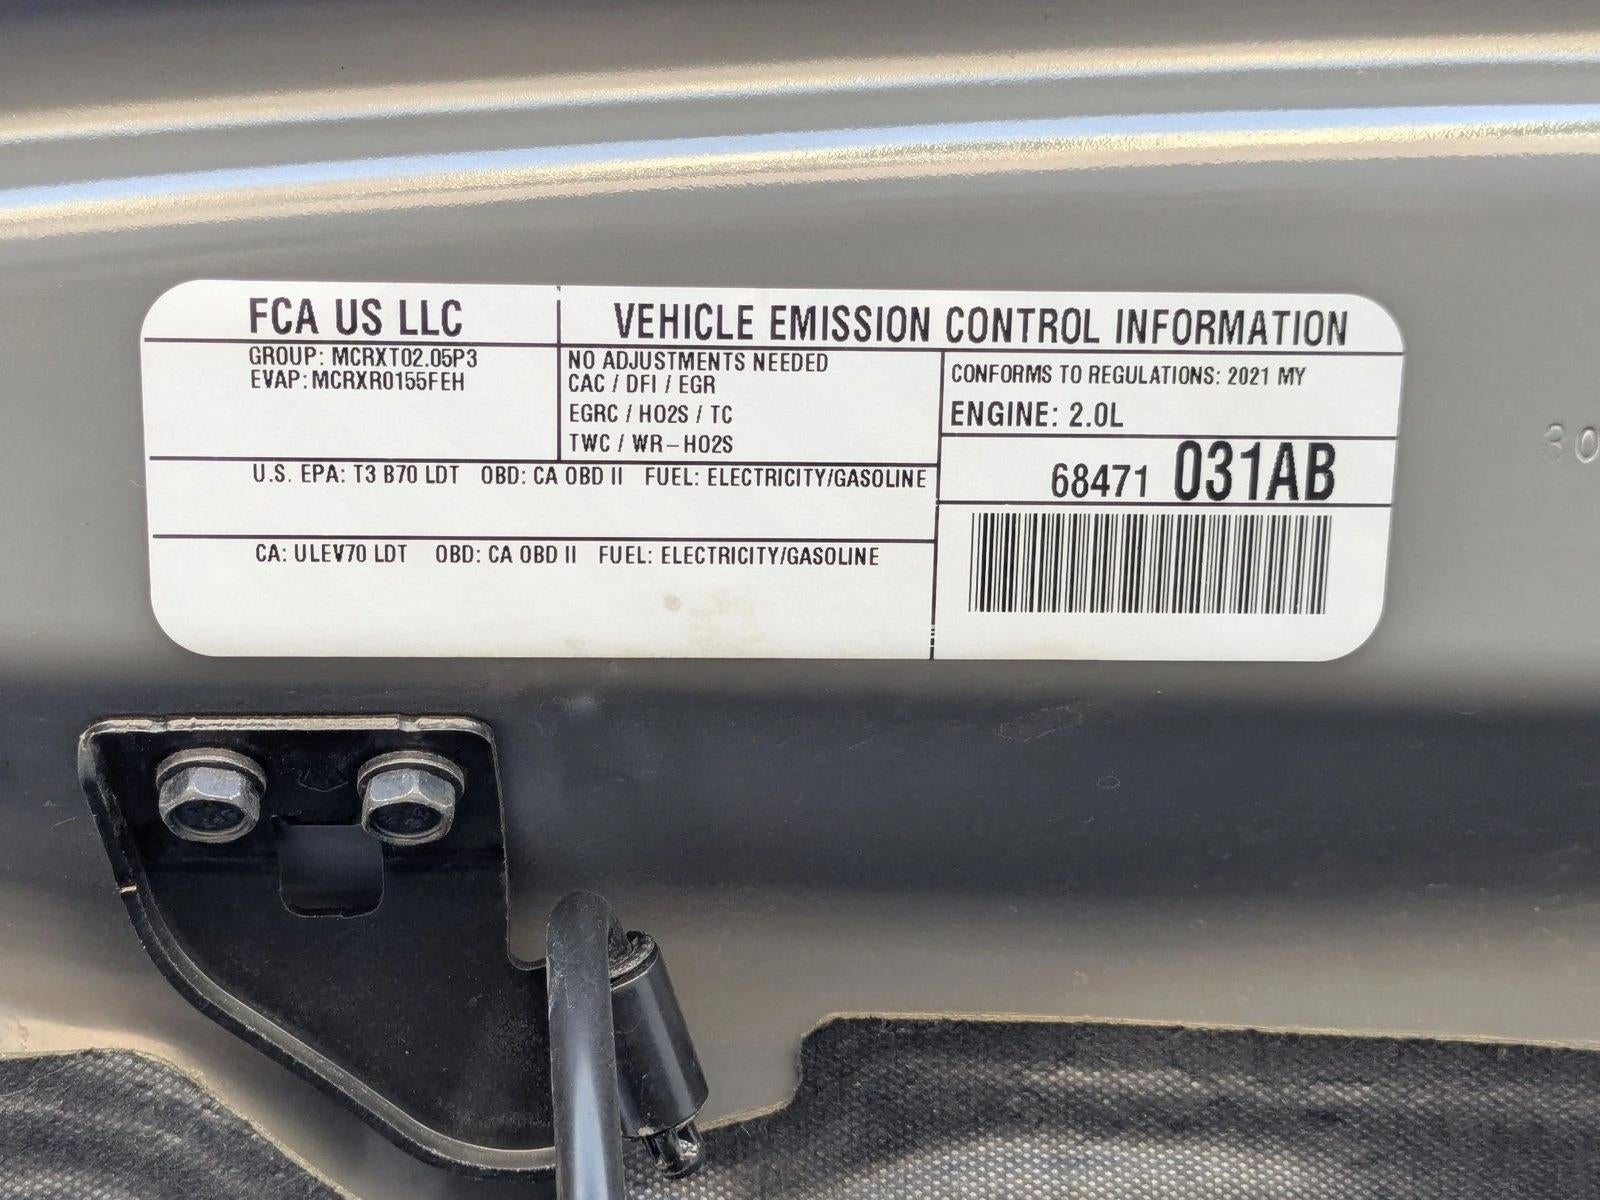 FCA US LLC
VEHICLE EMISSION CONTROL INFORMATION
GROUP: MCRXT02.05P3
EVAP: MCRXR0155FEH
NO ADJUSTMENTS NEEDED
CAC / DFI / EGR
EGRC / HO2S / TC
TWC / WR-HO2S
CONFORMS TO REGULATIONS: 2021 MY
ENGINE: 2.0L
68471 031AB
U.S. EPA: T3 B70 LDT OBD: CA OBD II FUEL: ELECTRICITY/GASOLINE
CA: ULEV70 LDT OBD: CA OBD II FUEL: ELECTRICITY/GASOLINE
30